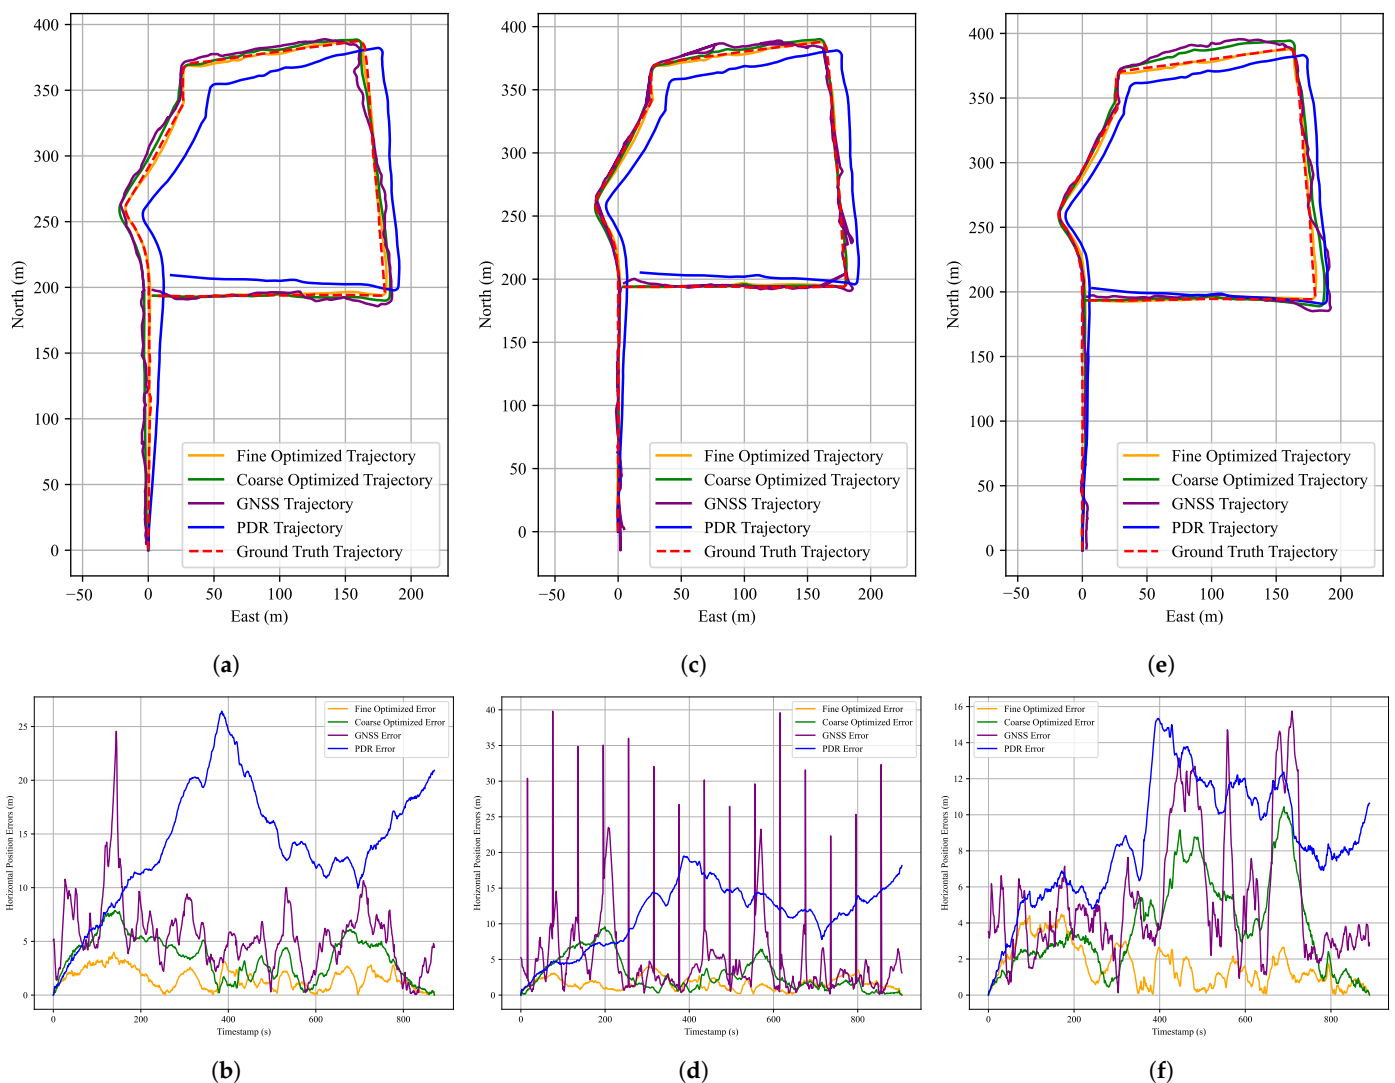 400
350
300
250
200
150
100
50
0
North (m)
−50 0 50 100 150 200
East (m)
Fine Optimized Trajectory
Coarse Optimized Trajectory
GNSS Trajectory
PDR Trajectory
Ground Truth Trajectory
(a)
400
350
300
250
200
150
100
50
0
North (m)
−50 0 50 100 150 200
East (m)
Fine Optimized Trajectory
Coarse Optimized Trajectory
GNSS Trajectory
PDR Trajectory
Ground Truth Trajectory
(c)
400
350
300
250
200
150
100
50
0
North (m)
−50 0 50 100 150 200
East (m)
Fine Optimized Trajectory
Coarse Optimized Trajectory
GNSS Trajectory
PDR Trajectory
Ground Truth Trajectory
(e)
25
20
15
10
5
0
Horizontal Position Errors (m)
0 200 400 600 800
Timestamp (s)
Fine Optimized Error
Coarse Optimized Error
GNSS Error
PDR Error
(b)
40
35
30
25
20
15
10
5
0
Horizontal Position Errors (m)
0 200 400 600 800
Timestamp (s)
Fine Optimized Error
Coarse Optimized Error
GNSS Error
PDR Error
(d)
16
14
12
10
8
6
4
2
0
Horizontal Position Errors (m)
0 200 400 600 800
Timestamp (s)
Fine Optimized Error
Coarse Optimized Error
GNSS Error
PDR Error
(f)